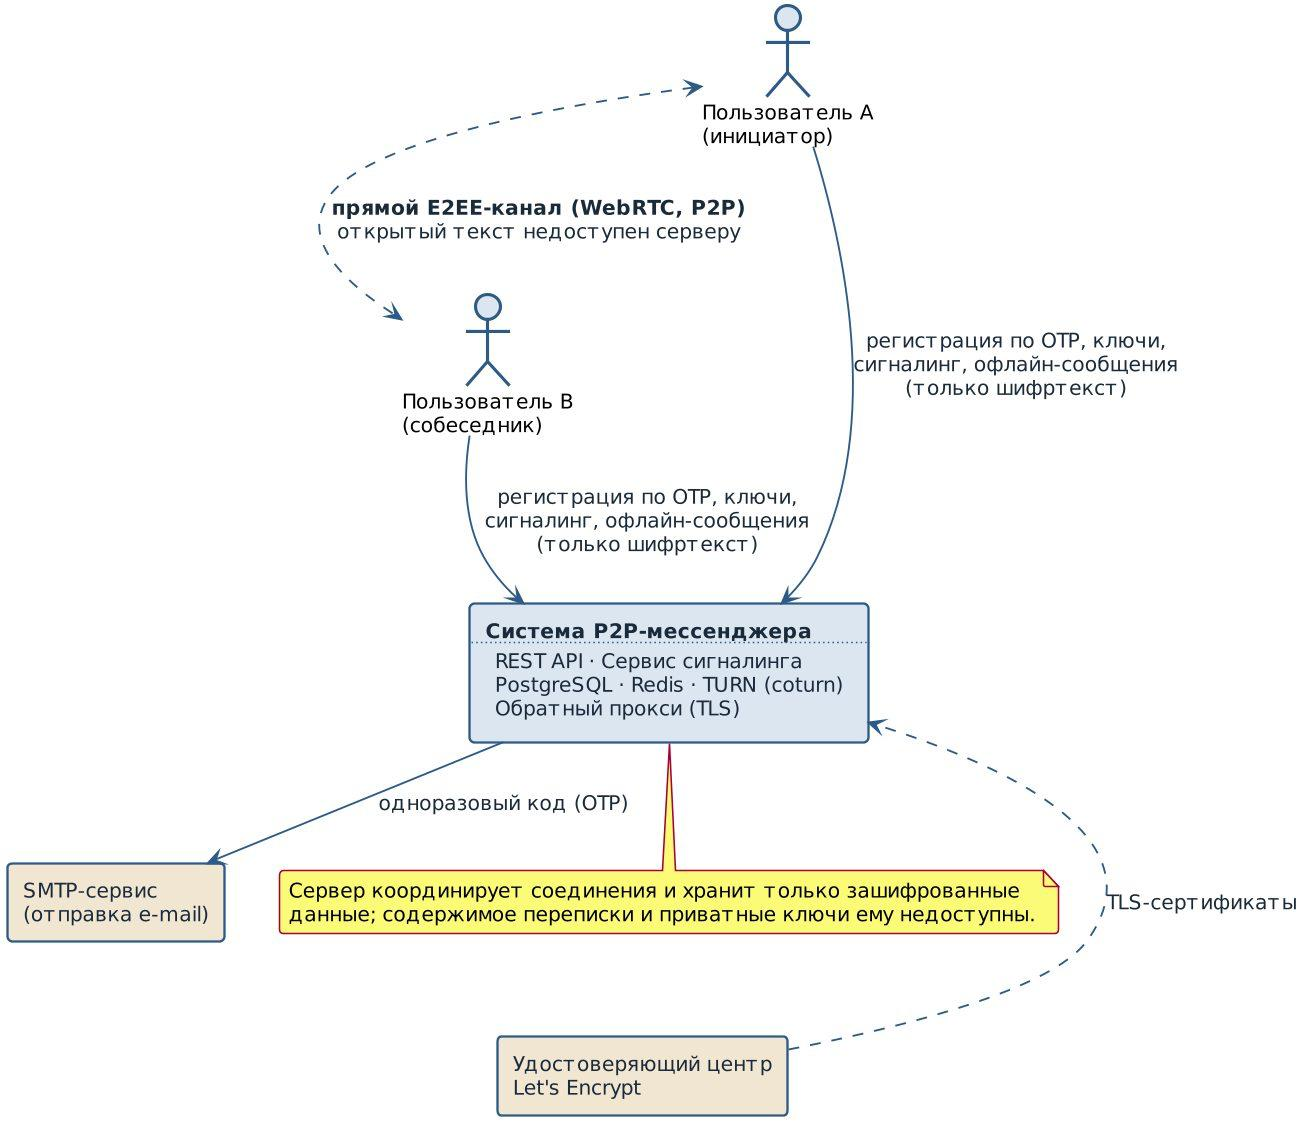 Пользователь A
(инициатор)
прямой E2EE-канал (WebRTC, P2P)
открытый текст недоступен серверу
регистрация по OTP, ключи,
сигналинг, офлайн-сообщения
(только шифртекст)
Пользователь B
(собеседник)
регистрация по OTP, ключи,
сигналинг, офлайн-сообщения
(только шифртекст)
Система P2P-мессенджера
REST API · Сервис сигналинга
PostgreSQL · Redis · TURN (coturn)
Обратный прокси (TLS)
одноразовый код (OTP)
SMTP-сервис
(отправка e-mail)
Сервер координирует соединения и хранит только зашифрованные
данные; содержимое переписки и приватные ключи ему недоступны.
TLS-сертификаты
Удостоверяющий центр
Let's Encrypt